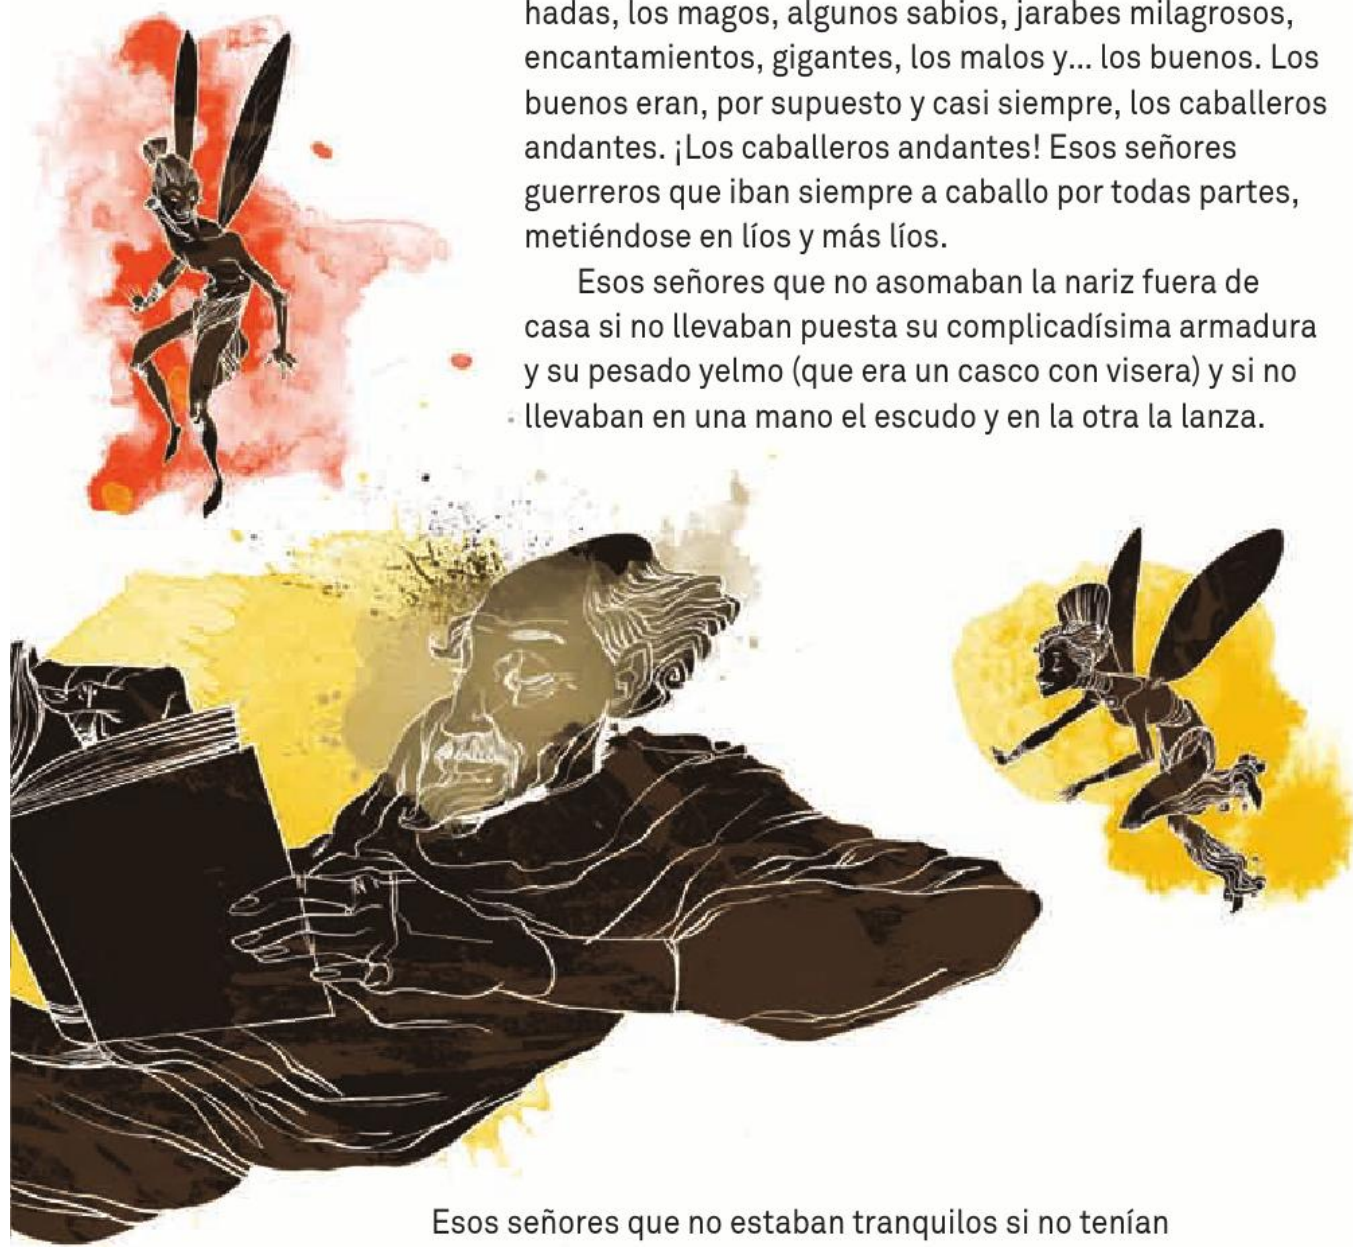 hadas, los magos, algunos sabios, jarabes milagrosos,
encantamientos, gigantes, los malos y... los buenos. Los
buenos eran, por supuesto y casi siempre, los caballeros
andantes. ¡Los caballeros andantes! Esos señores
guerreros que iban siempre a caballo por todas partes,
metiéndose en líos y más líos.
Esos señores que no asomaban la nariz fuera de
casa si no llevaban puesta su complicadísima armadura
y su pesado yelmo (que era un casco con visera) y si no
llevaban en una mano el escudo y en la otra la lanza.
Esos señores que no estaban tranquilos si no tenían